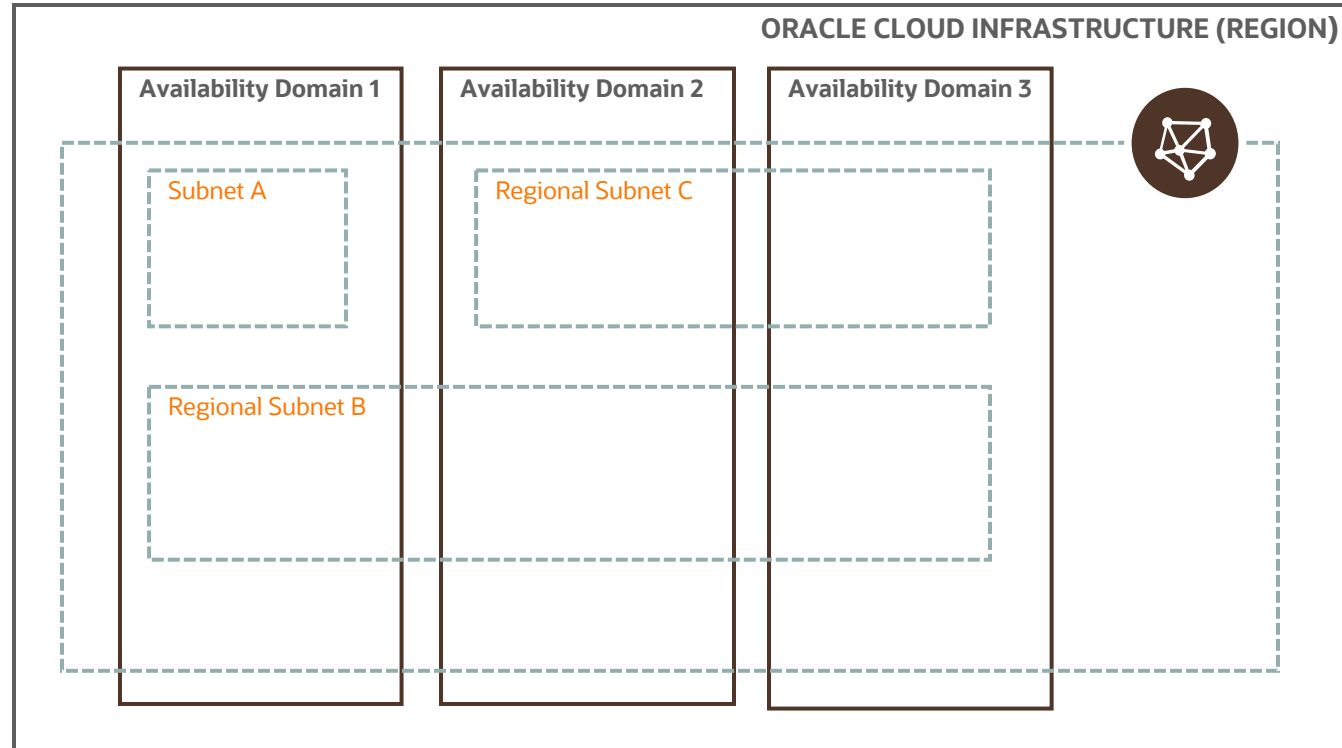 ORACLE CLOUD INFRASTRUCTURE (REGION)
Availability Domain 1
Availability Domain 2
Availability Domain 3
Subnet A
Regional Subnet C
Regional Subnet B